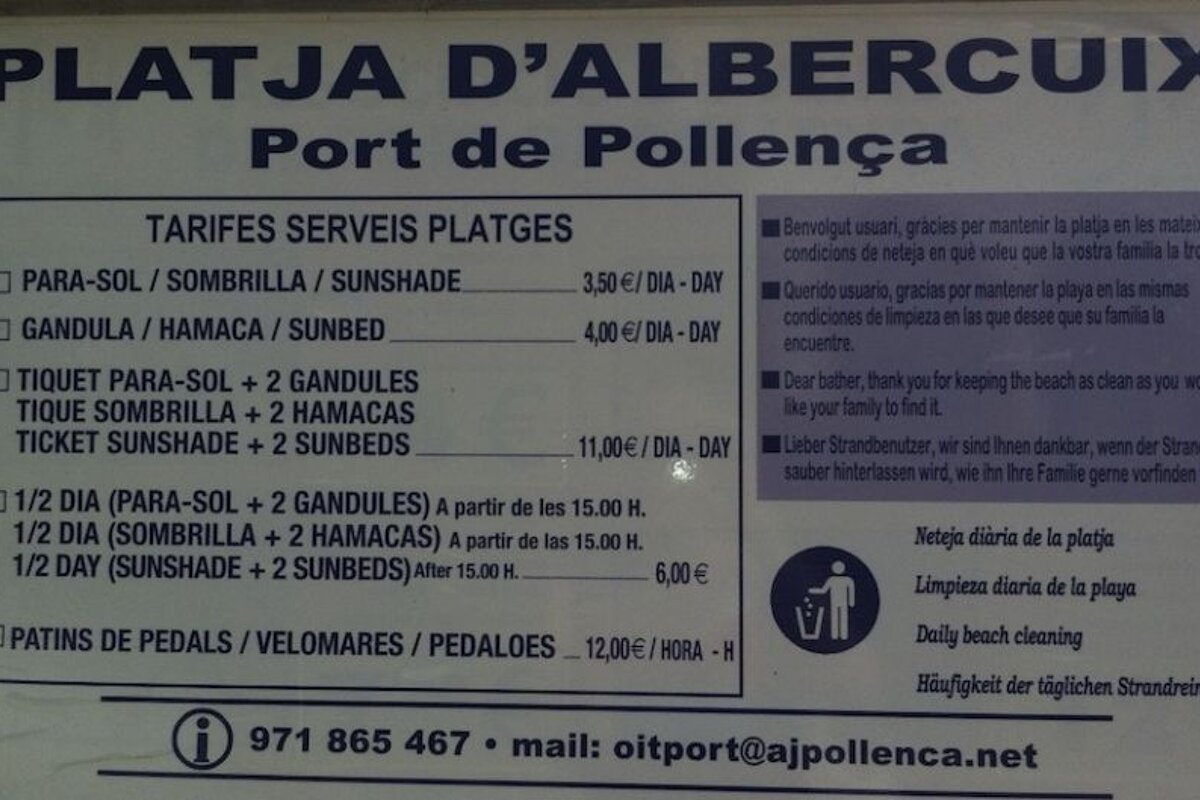 PLATJA D'ALBERCUIX
Port de Pollença
TARIFES SERVEIS PLATGES
PARA-SOL / SOMBRILLA / SUNSHADE 3,50 €/ DIA - DAY
GANDULA / HAMACA / SUNBED 4,00 €/ DIA - DAY
TIQUET PARA-SOL + 2 GANDULES
TIQUE SOMBRILLA + 2 HAMACAS
TICKET SUNSHADE + 2 SUNBEDS 11,00€ / DIA - DAY
1/2 DIA (PARA-SOL + 2 GANDULES) A partir de les 15.00 H.
1/2 DIA (SOMBRILLA + 2 HAMACAS) A partir de las 15.00 H.
1/2 DAY (SUNSHADE + 2 SUNBEDS) After 15.00 H. 6,00 €
PATINS DE PEDALS / VELOMARES / PEDALOES 12,00€ / HORA - H
Benvolgut usuari, gràcies per mantenir la platja en les
condicions de neteja en què voleu que la vostra familia la
Querido usuario, gracias por mantener la playa en las mismas
condiciones de limpieza en las que desee que su familia la
encuentre.
Dear bather, thank you for keeping the beach as clean as you
like your family to find it.
Lieber Strandbenutzer, wir sind Ihnen dankbar, wenn der
sauber hinterlassen wird, wie ihn Ihre Familie gerne vorfinden
Neteja diària de la platja
Limpieza diaria de la playa
Daily beach cleaning
Häufigkeit der täglichen
i 971 865 467 • mail: oitport@ajpollenca.net